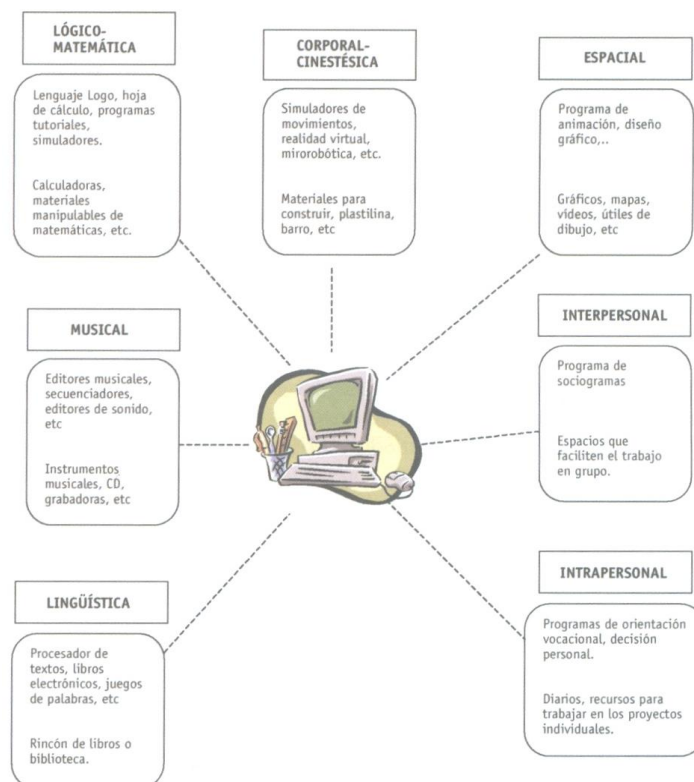 LÓGICO-
MATEMÁTICA
Lenguaje Logo, hoja
de cálculo, programas
tutoriales,
simuladores.
Calculadoras,
materiales
manipulables de
matemáticas, etc.
CORPORAL-
CINESTÉSICA
Simuladores de
movimientos,
realidad virtual,
mirorobótica, etc.
Materiales para
construir, plastilina,
barro, etc
ESPACIAL
Programa de
animación, diseño
gráfico,..
Gráficos, mapas,
vídeos, útiles de
dibujo, etc
MUSICAL
Editores musicales,
secuenciadores,
editores de sonido,
etc
Instrumentos
musicales, CD,
grabadoras, etc
INTERPERSONAL
Programa de
sociogramas
Espacios que
faciliten el trabajo
en grupo.
LINGÜÍSTICA
Procesador de
textos, libros
electrónicos, juegos
de palabras, etc
Rincón de libros o
biblioteca.
INTRAPERSONAL
Programas de orientación
vocacional, decisión
personal.
Diarios, recursos para
trabajar en los proyectos
individuales.